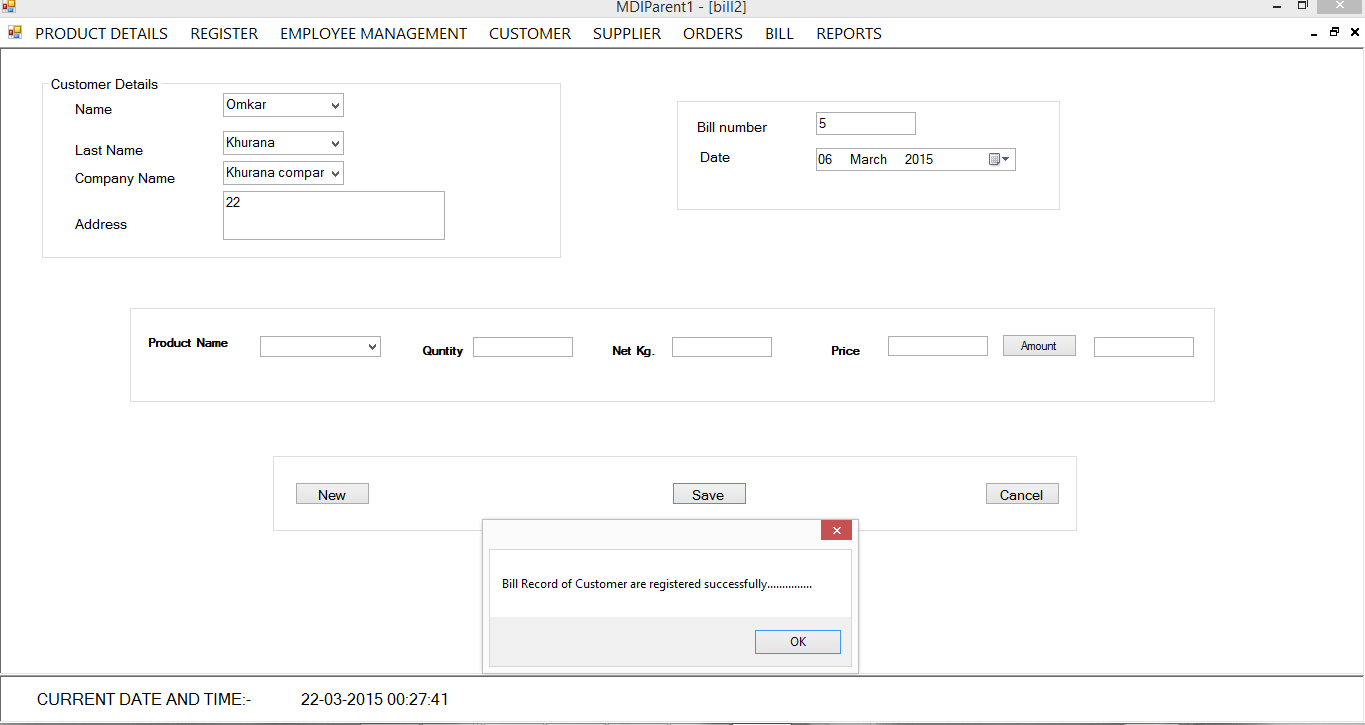 MDIParent1 - [bill2]
PRODUCT DETAILS REGISTER EMPLOYEE MANAGEMENT CUSTOMER SUPPLIER ORDERS BILL REPORTS
Customer Details
Name Omkar
Last Name Khurana
Company Name Khurana compar
Address 22
Bill number 5
Date 06 March 2015
Product Name Quntity Net Kg. Price Amount
New Save Cancel
Bill Record of Customer are registered successfully...............
OK
CURRENT DATE AND TIME:- 22-03-2015 00:27:41